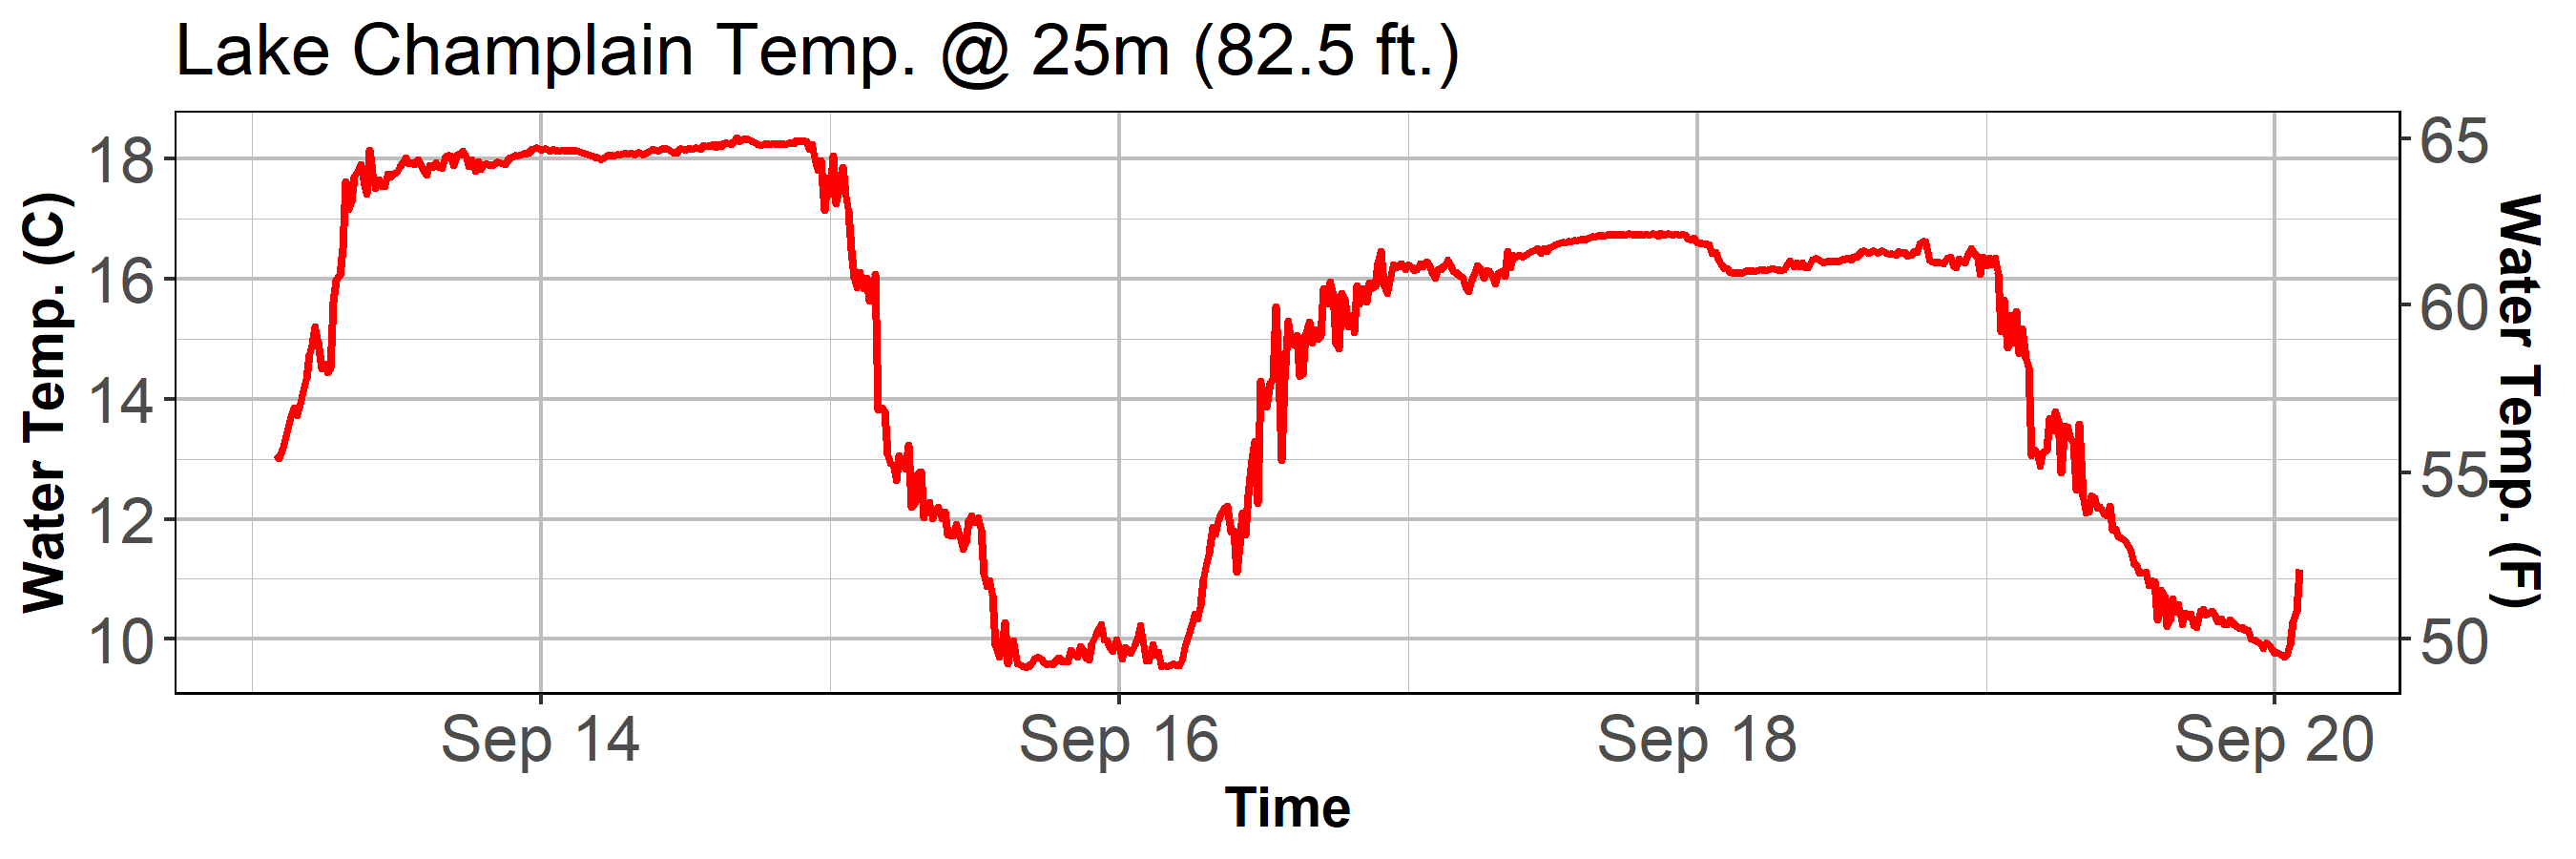 Lake Champlain Temp. @ 25m (82.5 ft.)
Water Temp. (C)
18
16
14
12
10
65
60
55
50
Water Temp. (F)
Sep 14
Sep 16
Sep 18
Sep 20
Time